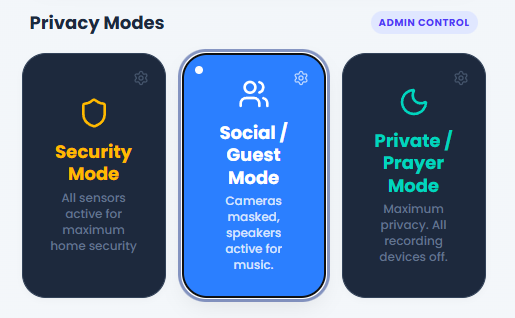 Privacy Modes
ADMIN CONTROL
Security
Mode
All sensors
active for
maximum
home security
Social /
Guest
Mode
Cameras
masked,
speakers
active for
music.
Private /
Prayer
Mode
Maximum
privacy. All
recording
devices off.